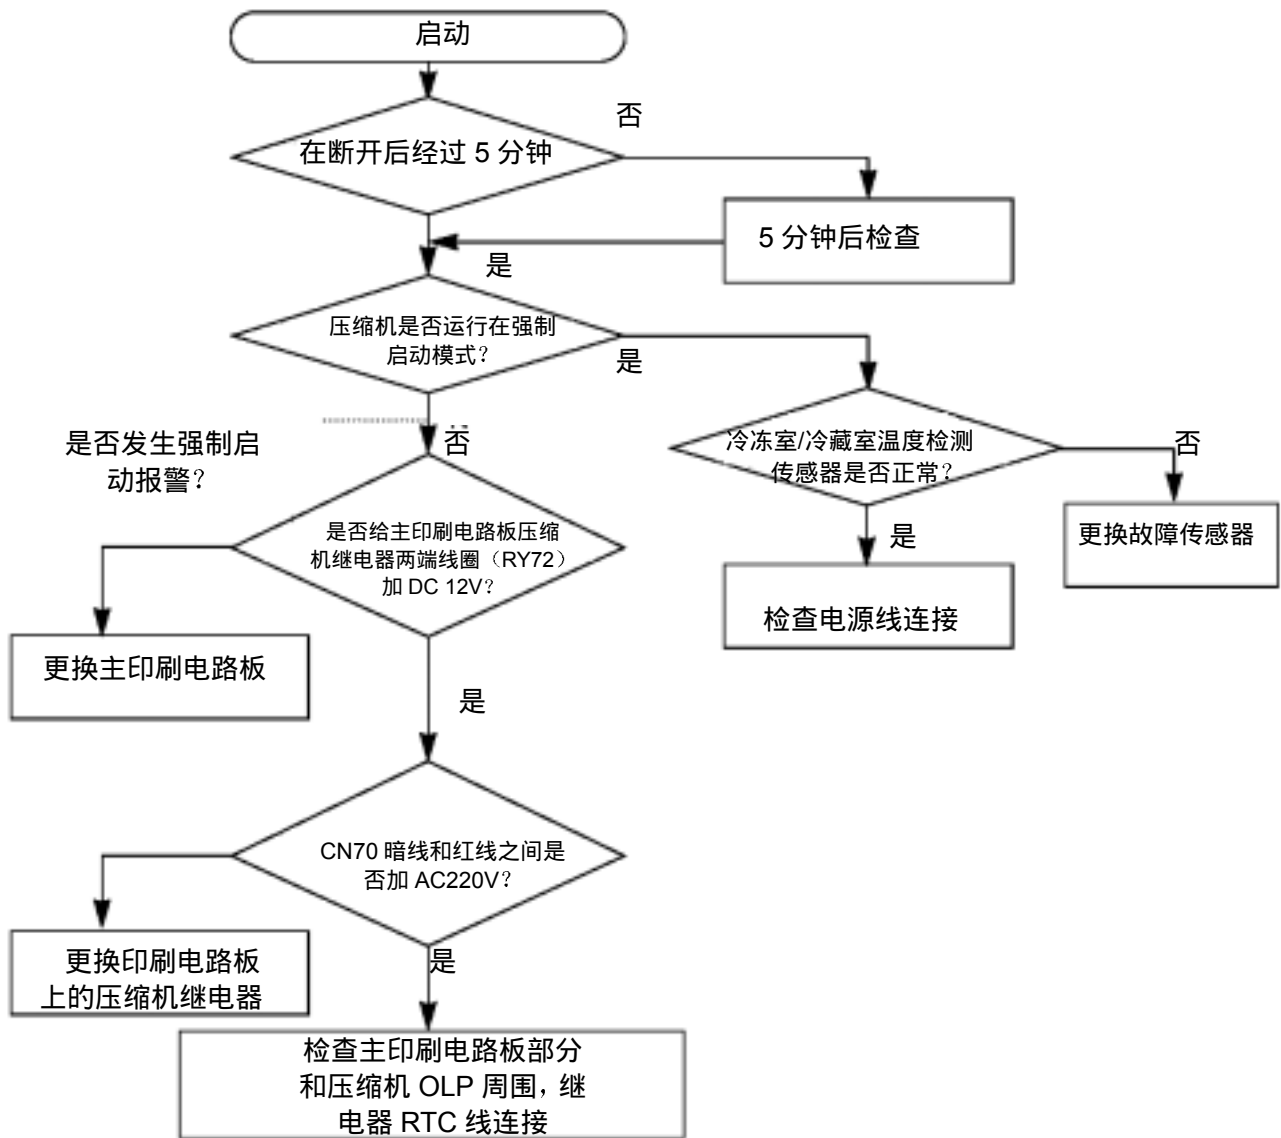 启动
否
在断开后经过 5 分钟
5 分钟后检查
是
压缩机是否运行在强制
启动模式？
是
是否发生强制启
动报警？
否
冷冻室/冷藏室温度检测
传感器是否正常？
否
是否给主印刷电路板压缩
机继电器两端线圈（RY72）
加 DC 12V？
是
更换故障传感器
检查电源线连接
更换主印刷电路板
是
CN70 暗线和红线之间是
否加 AC220V？
更换印刷电路板
上的压缩机继电器
是
检查主印刷电路板部分
和压缩机 OLP 周围，继
电器 RTC 线连接